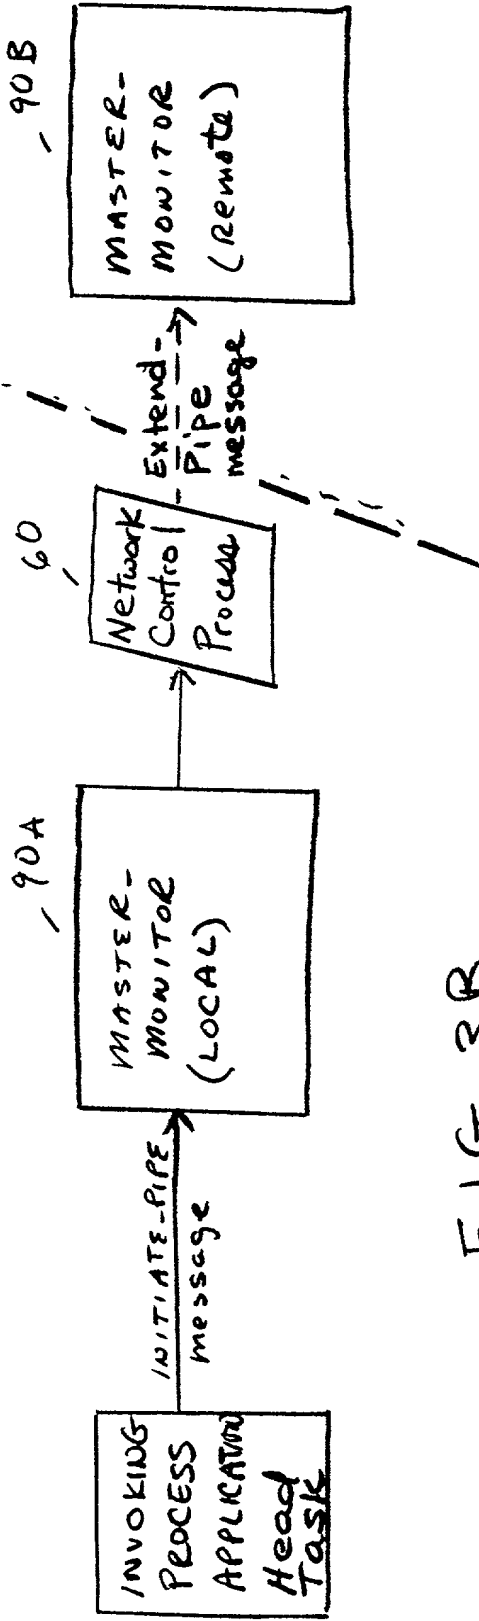 INVOKING
PROCESS
APPLICATION
Head
Task
INITIATE-PIPE
message
90A
MASTER-
MONITOR
(LOCAL)
60
Network
Control
Process
Extend-
Pipe
message
90B
MASTER-
MONITOR
(Remote)
FIG 3B